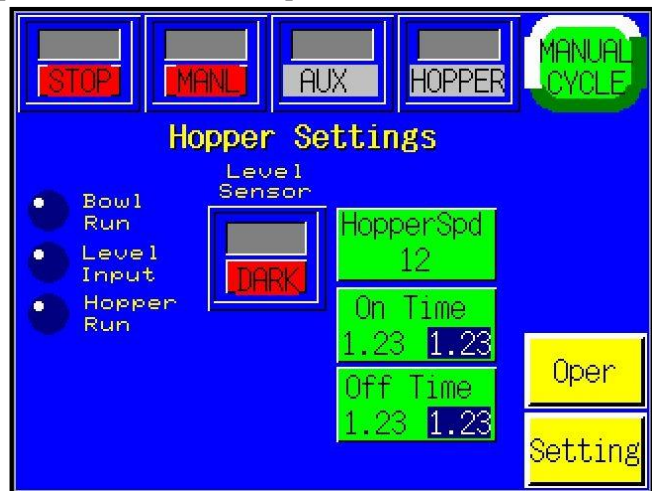 STOP MANL AUX HOPPER
MANUAL
CYCLE
Hopper Settings
Level
Sensor
DARK
Bowl
Run
Level
Input
Hopper
Run
HopperSpd
12
On Time
1.23 1.23
Off Time
1.23 1.23
Oper
Setting